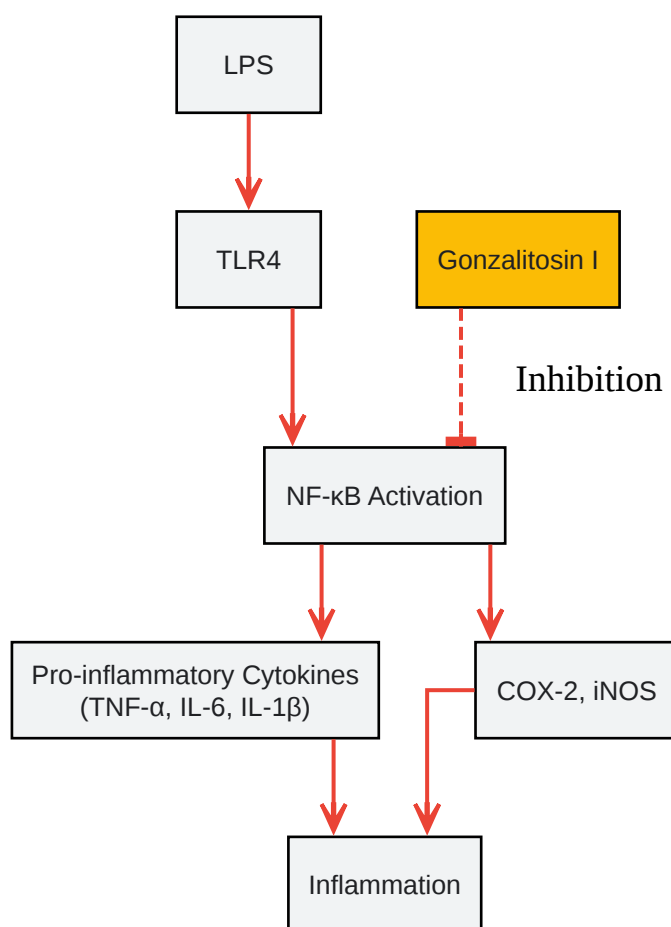 LPS
TLR4
Gonzalitosin I
Inhibition
NF-κB Activation
Pro-inflammatory Cytokines
(TNF-α, IL-6, IL-1β)
COX-2, iNOS
Inflammation